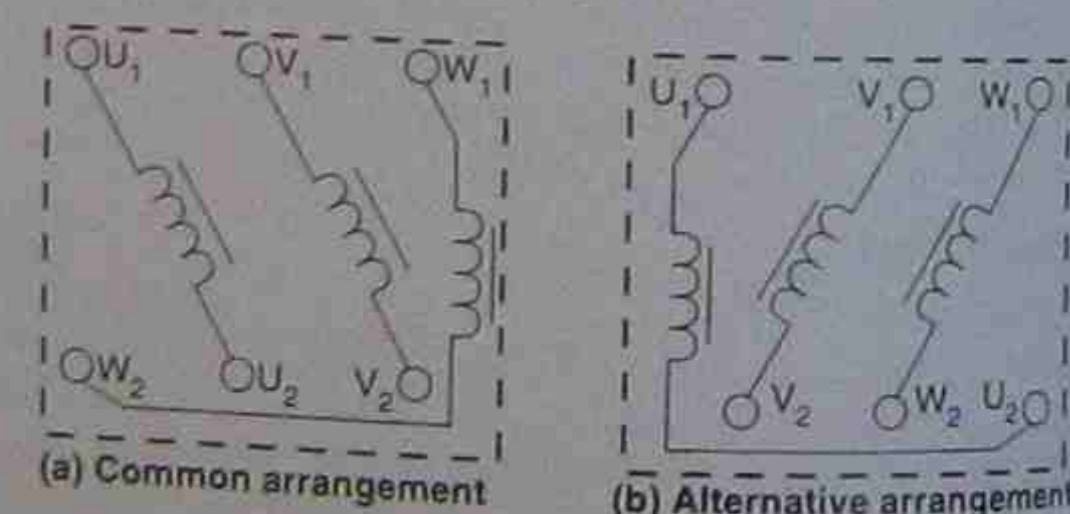 U₁ V₁ W₁
W₂ U₂ V₂
(a) Common arrangement
U₁ V₁ W₁
V₂ W₂ U₂
(b) Alternative arrangement